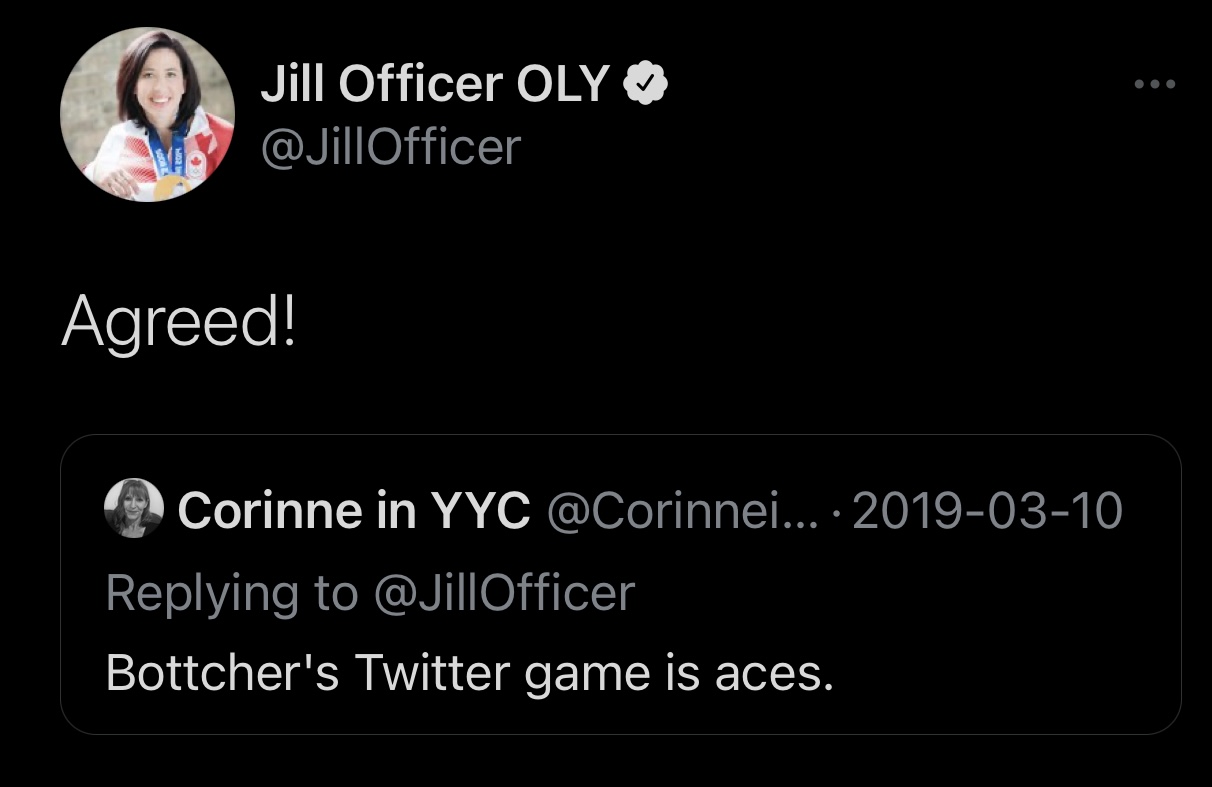 Jill Officer OLY
@JillOfficer
Agreed!
Corinne in YYC @Corinnei... · 2019-03-10
Replying to @JillOfficer
Bottcher's Twitter game is aces.